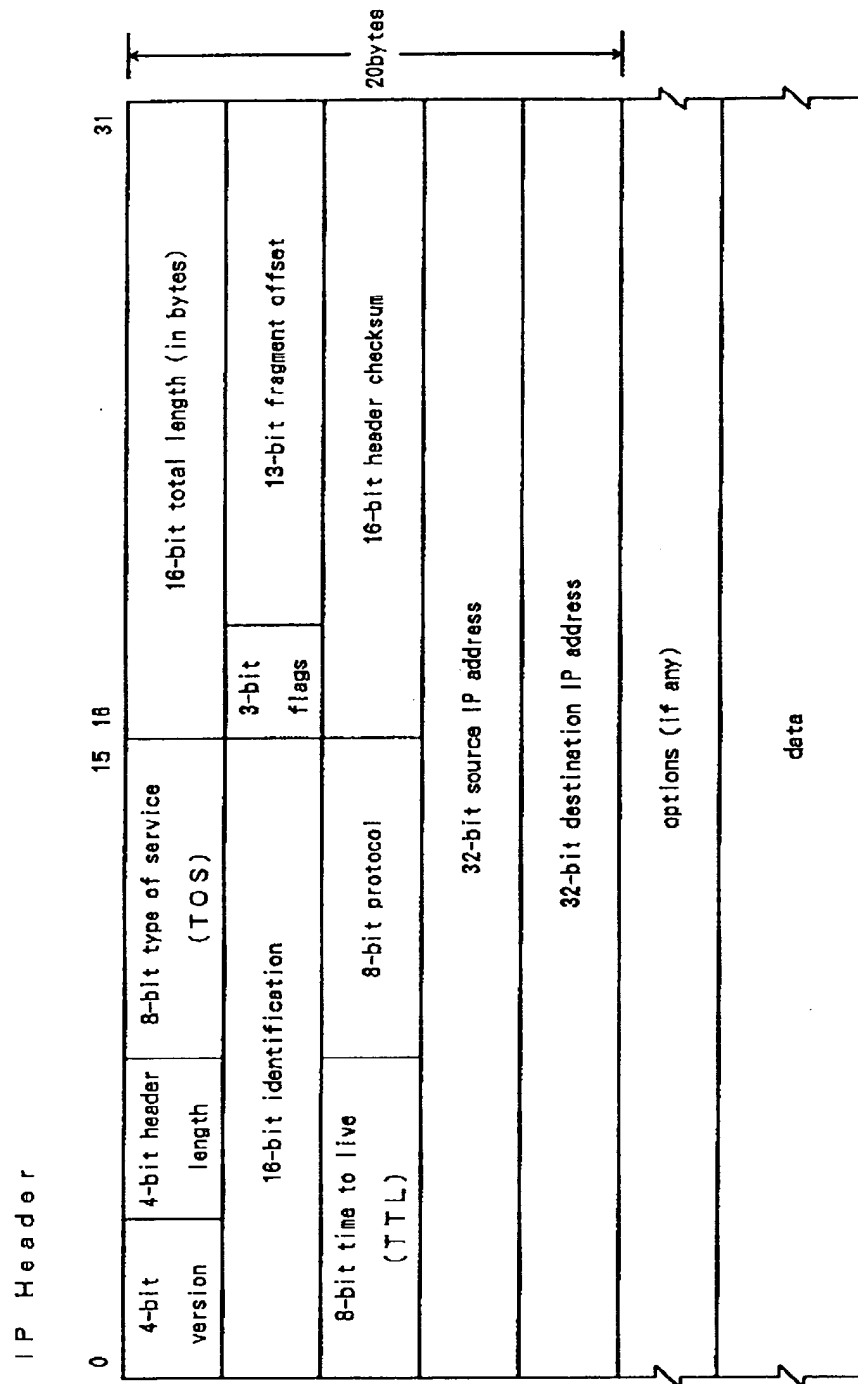 IP Header
0 15 16 31
4-bit
version
4-bit header
length
8-bit type of service
(TOS)
16-bit total length (in bytes)
16-bit identification
3-bit
flags
13-bit fragment offset
8-bit time to live
(TTL)
8-bit protocol
16-bit header checksum
32-bit source IP address
32-bit destination IP address
options (if any)
data
20bytes